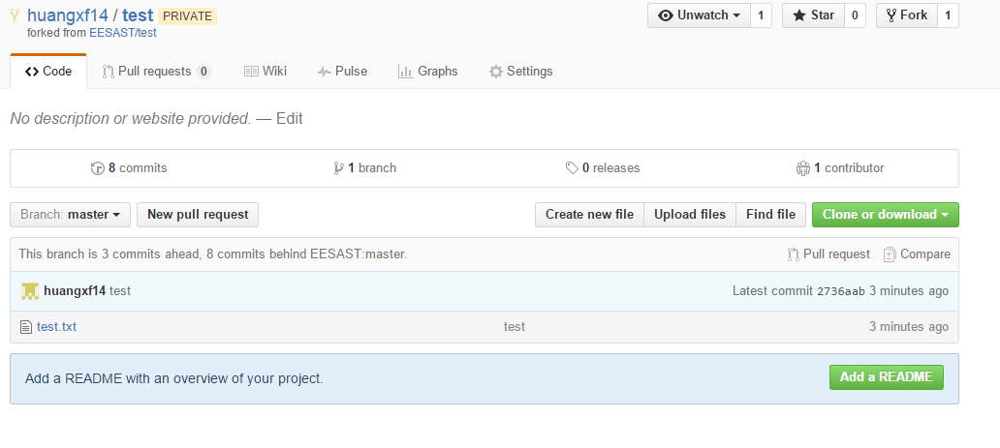 huangxf14 / test PRIVATE Unwatch 1 Star 0 Fork 1
forked from EESAST/test
Code Pull requests 0 Wiki Pulse Graphs Settings
No description or website provided. — Edit
8 commits 1 branch 0 releases 1 contributor
Branch: master New pull request Create new file Upload files Find file Clone or download
This branch is 3 commits ahead, 8 commits behind EESAST:master. Pull request Compare
huangxf14 test Latest commit 2736aab 3 minutes ago
test.txt test 3 minutes ago
Add a README with an overview of your project. Add a README